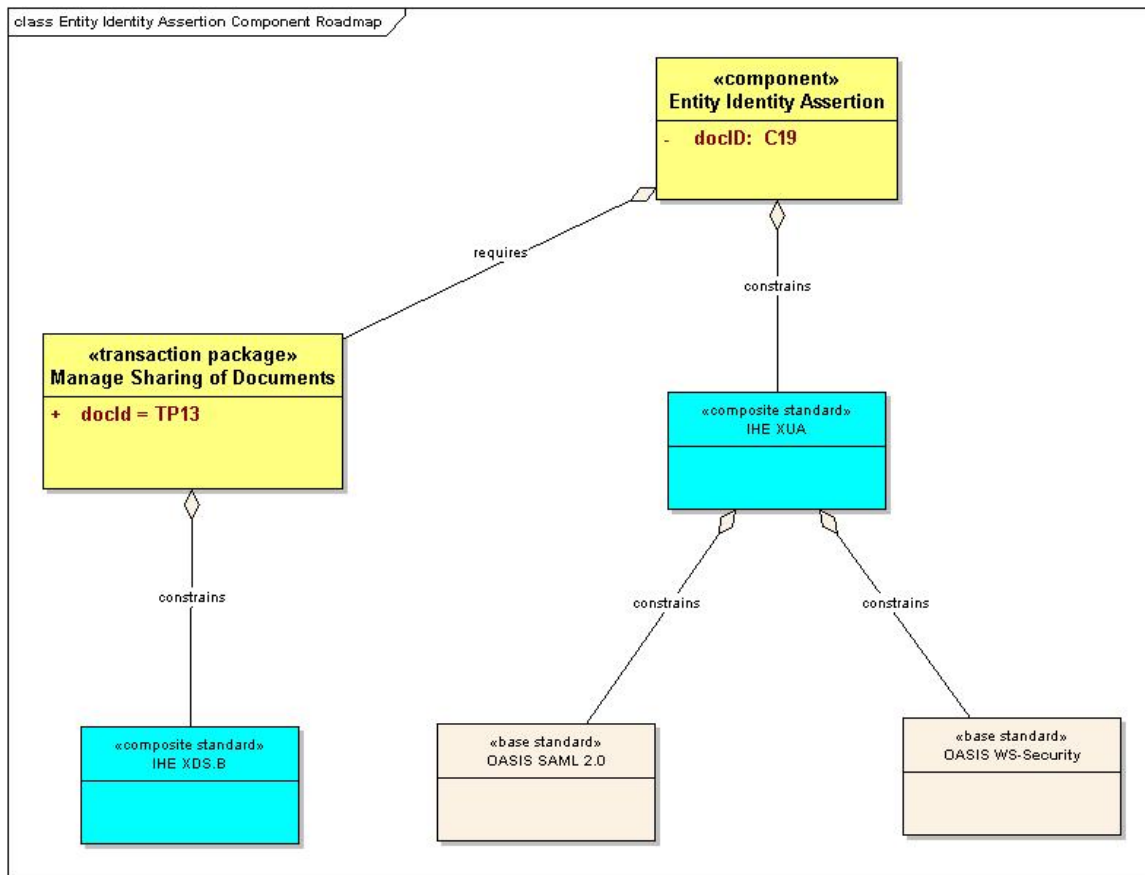 class Entity Identity Assertion Component Roadmap
«component»
Entity Identity Assertion
- docID: C19
requires
constrains
«transaction package»
Manage Sharing of Documents
+ docId = TP13
«composite standard»
IHE XUA
constrains
constrains
constrains
«composite standard»
IHE XDS.B
«base standard»
OASIS SAML 2.0
«base standard»
OASIS WS-Security